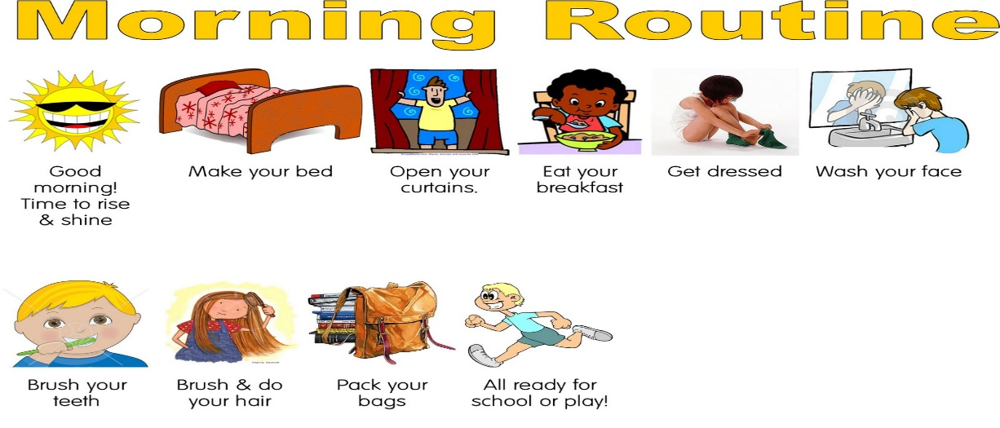 Morning Routine
Good
morning!
Time to rise
& shine
Make your bed
Open your
curtains.
Eat your
breakfast
Get dressed
Wash your face
Brush your
teeth
Brush & do
your hair
Pack your
bags
All ready for
school or play!